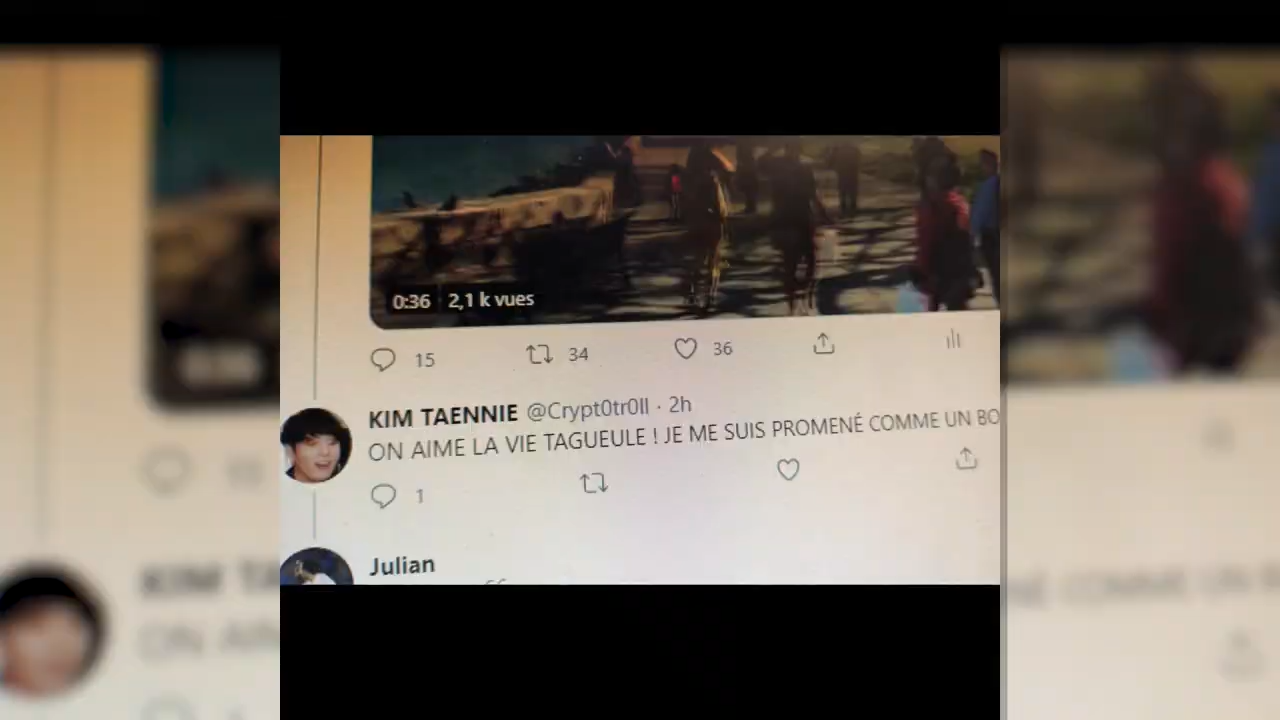 0:36 2,1 k vues
15 34 36
KIM TAENNIE @Crypt0tr0ll · 2h
ON AIME LA VIE TAGUEULE ! JE ME SUIS PROMENÉ COMME UN BO
1
Julian